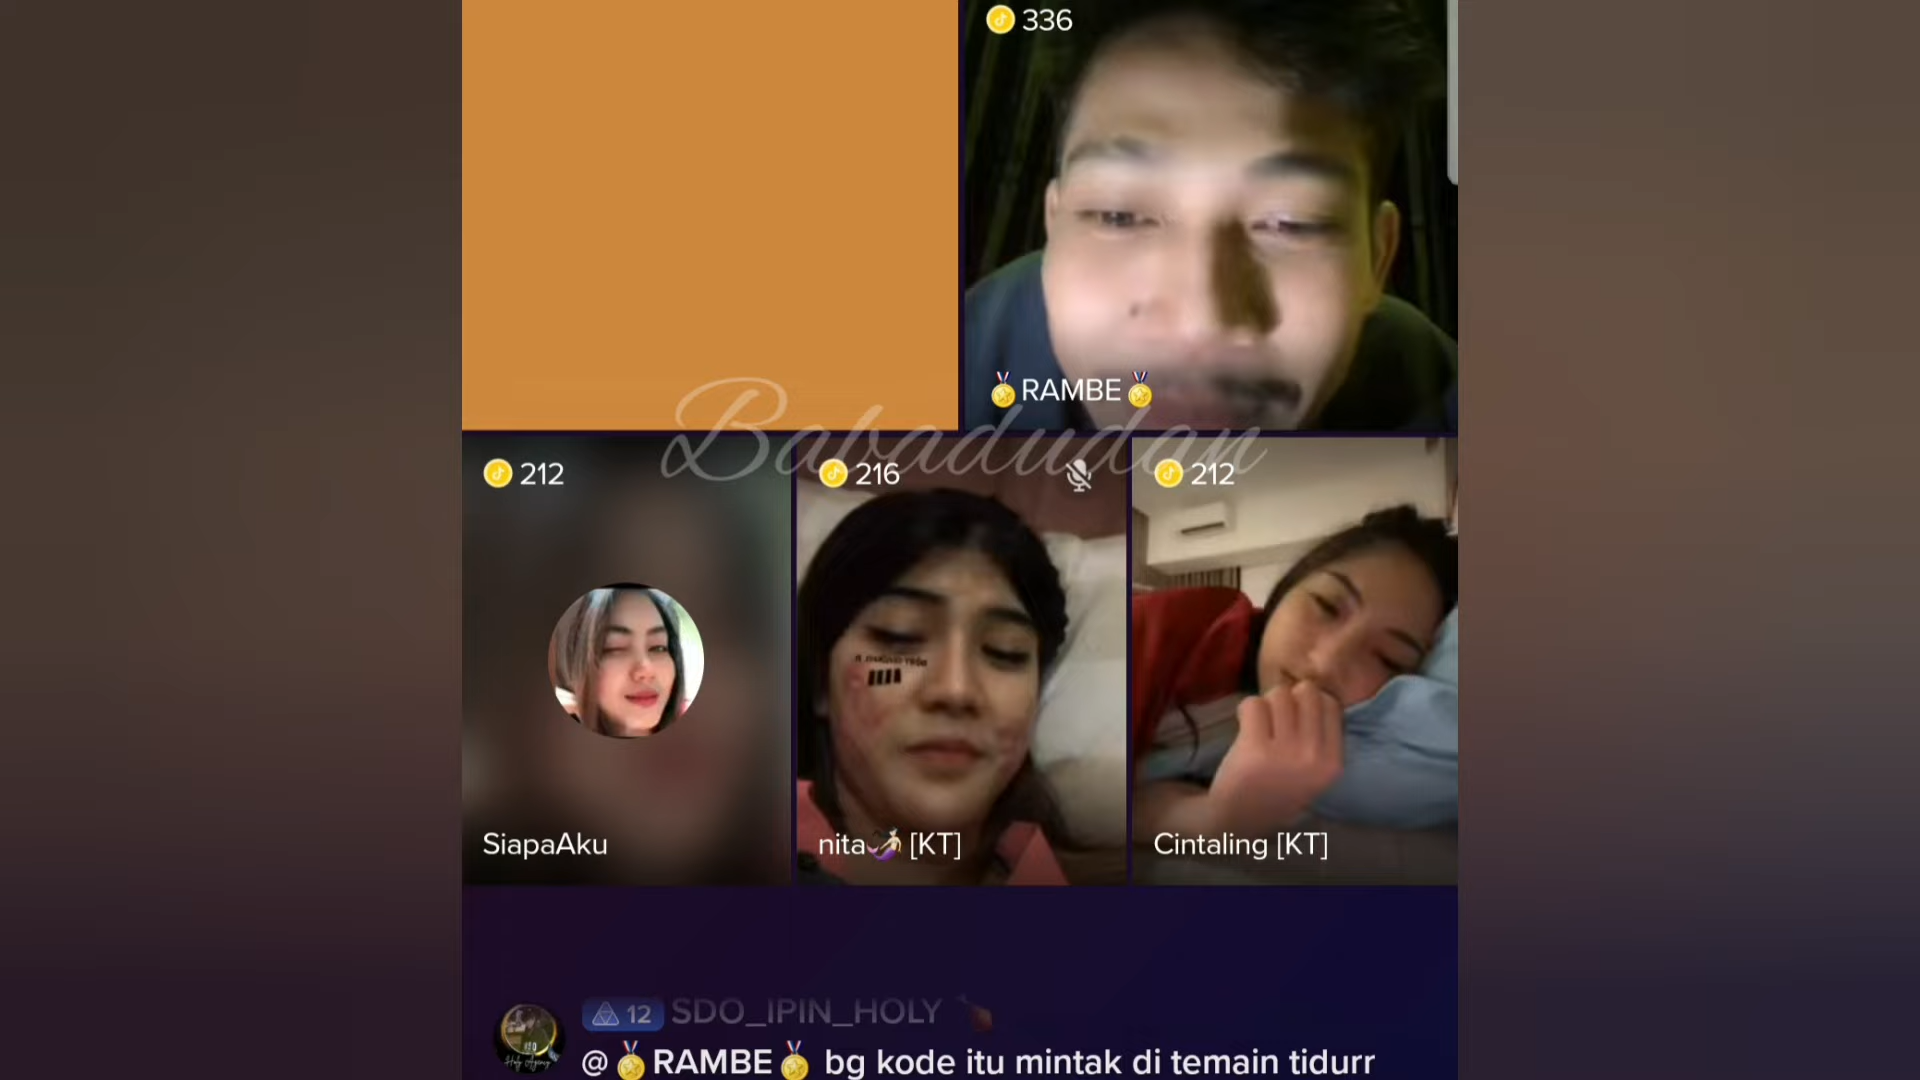 336
🏅RAMBE🏅
Babadudan
212
216
212
SiapaAku
nita🧜‍♀️ [KT]
Cintaling [KT]
12 SDO_IPIN_HOLY
@🏅RAMBE🏅 bg kode itu mintak di temain tidurr